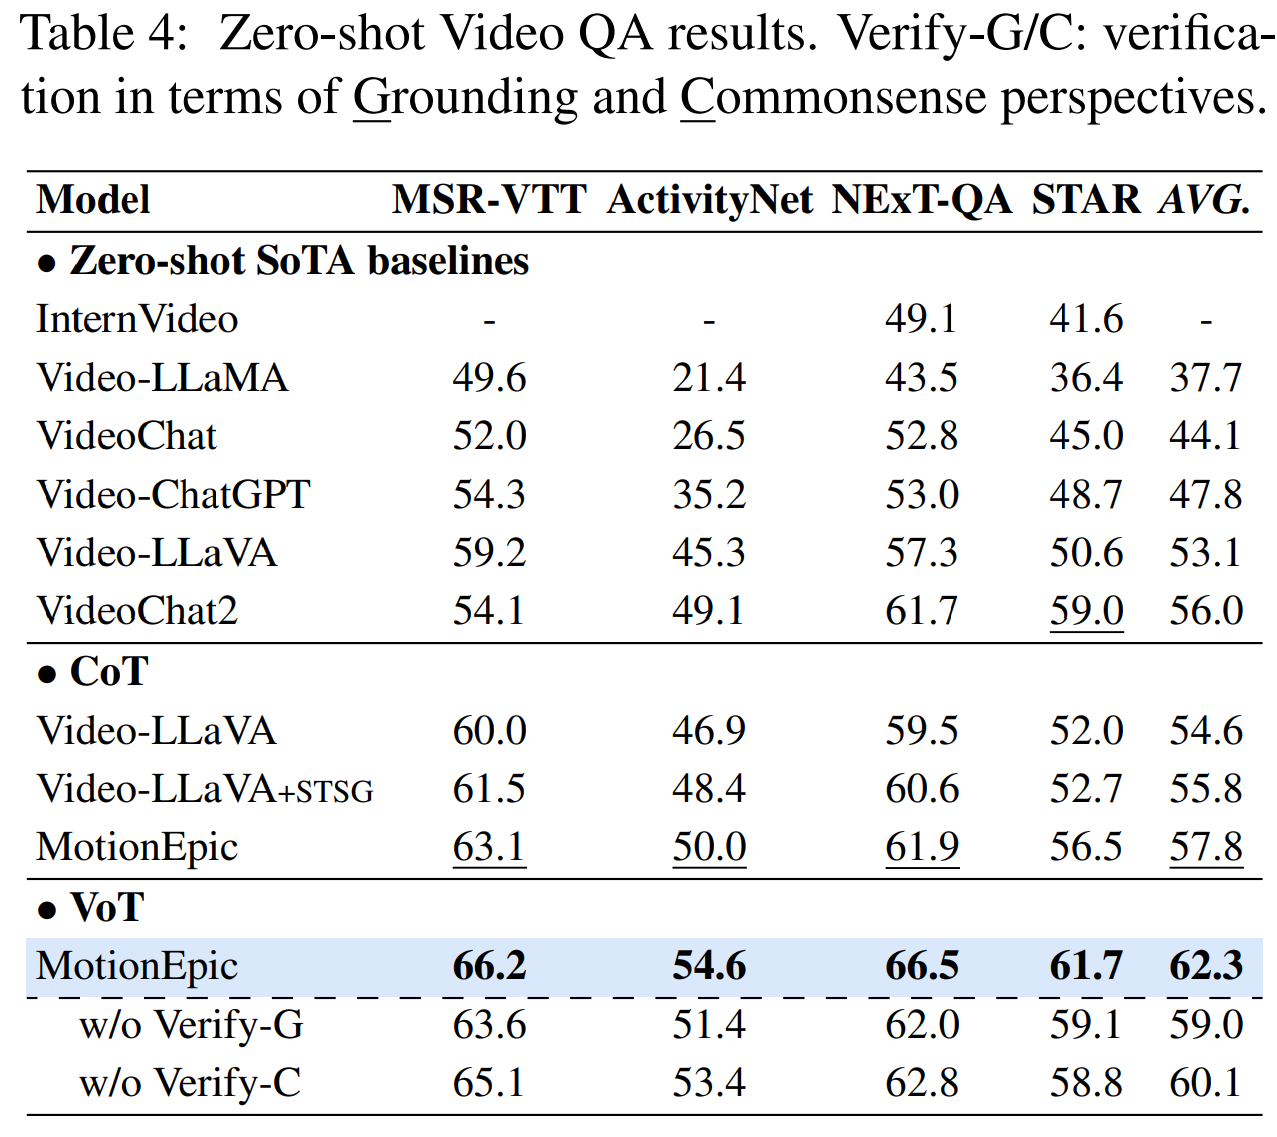 Table 4: Zero-shot Video QA results. Verify-G/C: verifica-
tion in terms of Grounding and Commonsense perspectives.
Model MSR-VTT ActivityNet NExT-QA STAR AVG.
• Zero-shot SoTA baselines
InternVideo - - 49.1 41.6 -
Video-LLaMA 49.6 21.4 43.5 36.4 37.7
VideoChat 52.0 26.5 52.8 45.0 44.1
Video-ChatGPT 54.3 35.2 53.0 48.7 47.8
Video-LLaVA 59.2 45.3 57.3 50.6 53.1
VideoChat2 54.1 49.1 61.7 59.0 56.0
• CoT
Video-LLaVA 60.0 46.9 59.5 52.0 54.6
Video-LLaVA+STSG 61.5 48.4 60.6 52.7 55.8
MotionEpic 63.1 50.0 61.9 56.5 57.8
• VoT
MotionEpic 66.2 54.6 66.5 61.7 62.3
w/o Verify-G 63.6 51.4 62.0 59.1 59.0
w/o Verify-C 65.1 53.4 62.8 58.8 60.1